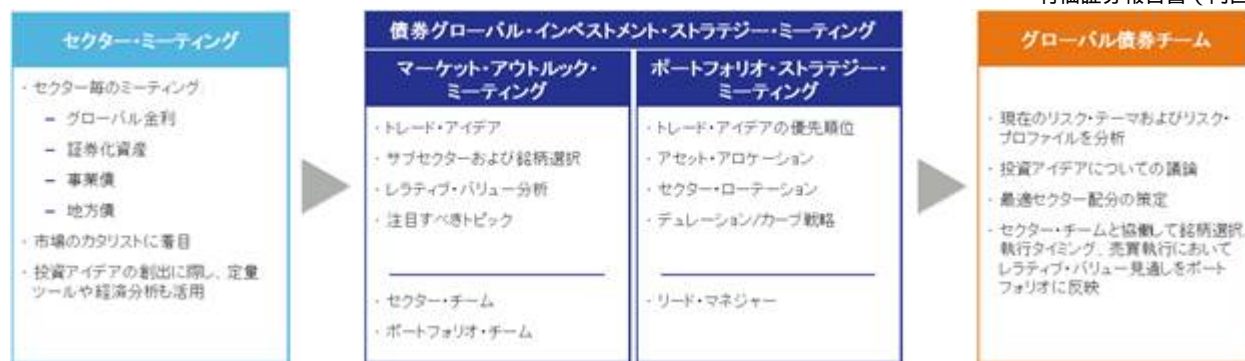 セクター・ミーティング
・セクター毎のミーティング
− グローバル金利
− 証券化資産
− 事業債
− 地方債
・市場のカタリストに着目
・投資アイデアの創出に際し、定量
ツールや経済分析も活用
債券グローバル・インベストメント・ストラテジー・ミーティング
マーケット・アウトルック・
ミーティング
・トレード・アイデア
・サブセクターおよび銘柄選択
・レラティブ・バリュー分析
・注目すべきトピック
・セクター・チーム
・ポートフォリオ・チーム
ポートフォリオ・ストラテジー・
ミーティング
・トレード・アイデアの優先順位
・アセット・アロケーション
・セクター・ローテーション
・デュレーション/カーブ戦略
・リード・マネジャー
グローバル債券チーム
・現在のリスク・テーマおよびリスク・
プロファイルを分析
・投資アイデアについての議論
・最適セクター配分の策定
・セクター・チームと協働して銘柄選択、
執行タイミング、売買執行において
レラティブ・バリュー見通しをポート
フォリオに反映